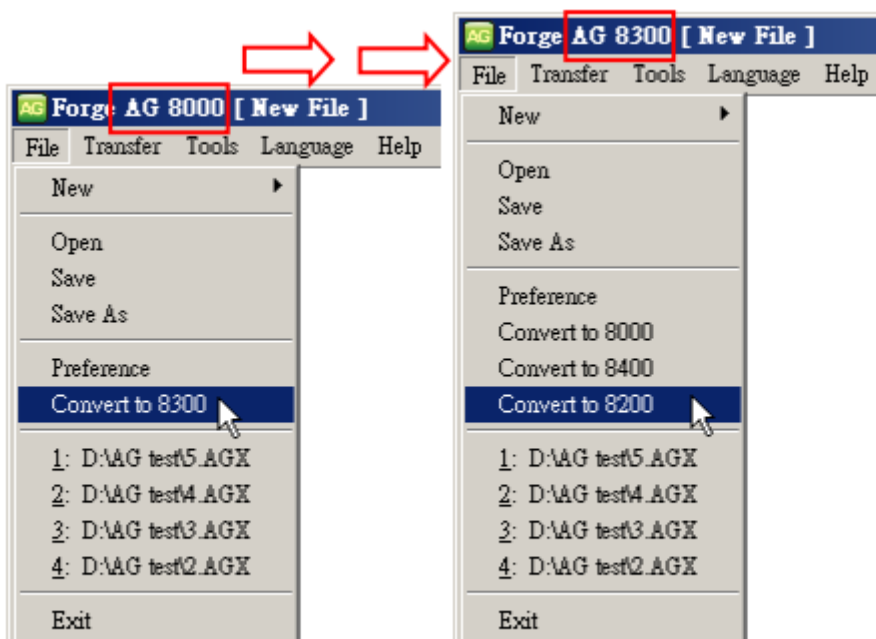 AG Forge AG 8000 [ New File ]
File Transfer Tools Language Help
New
Open
Save
Save As
Preference
Convert to 8300
1: D:\AG test\5.AGX
2: D:\AG test\4.AGX
3: D:\AG test\3.AGX
4: D:\AG test\2.AGX
Exit
AG Forge AG 8300 [ New File ]
File Transfer Tools Language Help
New
Open
Save
Save As
Preference
Convert to 8000
Convert to 8400
Convert to 8200
1: D:\AG test\5.AGX
2: D:\AG test\4.AGX
3: D:\AG test\3.AGX
4: D:\AG test\2.AGX
Exit